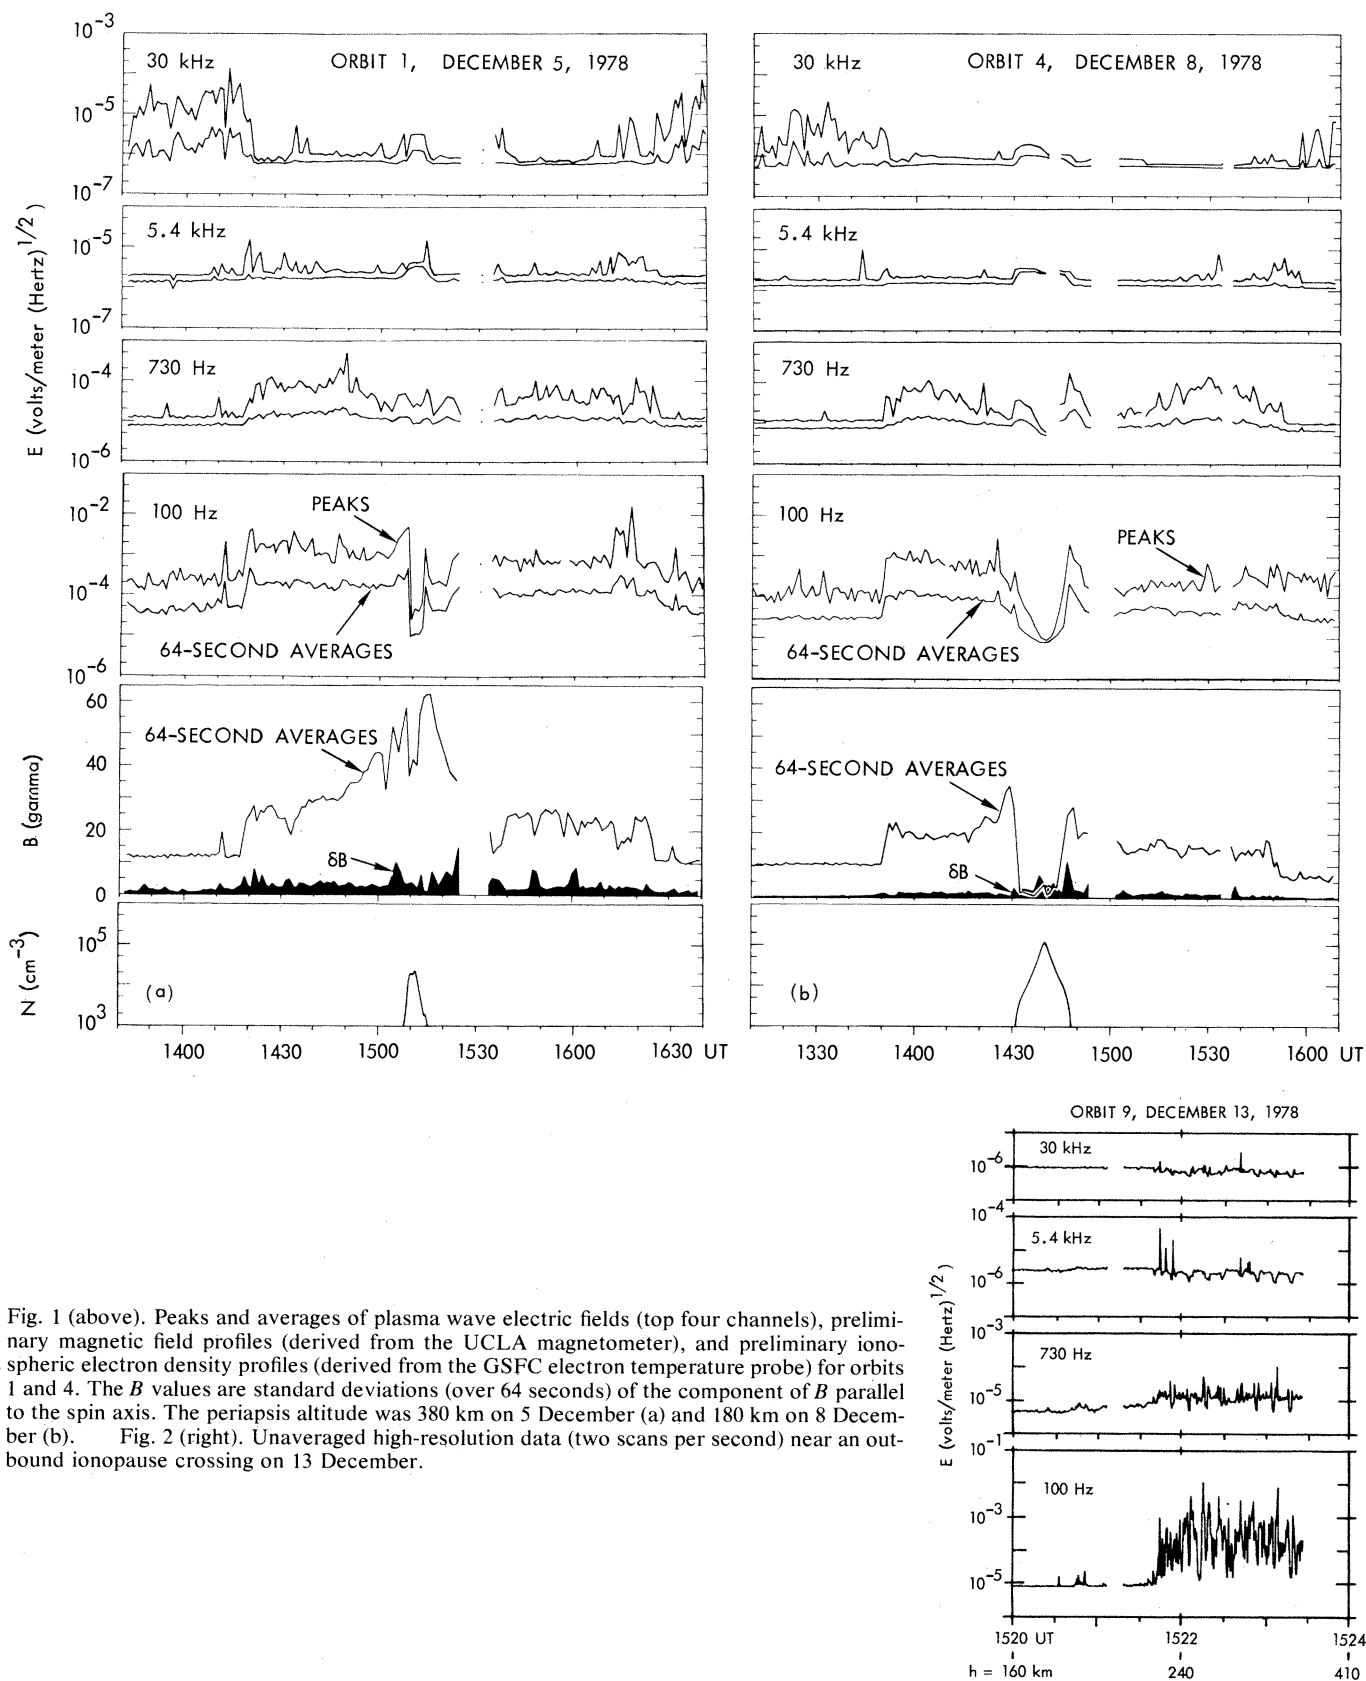 ORBIT 1, DECEMBER 5, 1978
10-3
30 kHz
10-5
10-7
5.4 kHz
10-5
10-7
E (volts/meter (Hertz)1/2)
730 Hz
10-4
10-6
100 Hz
PEAKS
10-2
10-4
64-SECOND AVERAGES
10-6
60
64-SECOND AVERAGES
40
B (gamma)
20
δB
0
N (cm-3)
105
(a)
103
1400 1430 1500 1530 1600 1630 UT
ORBIT 4, DECEMBER 8, 1978
30 kHz
5.4 kHz
730 Hz
100 Hz
PEAKS
64-SECOND AVERAGES
64-SECOND AVERAGES
δB
(b)
1330 1400 1430 1500 1530 1600 UT
ORBIT 9, DECEMBER 13, 1978
30 kHz
10-6
10-4
5.4 kHz
10-6
E (volts/meter (Hertz)1/2)
10-3
730 Hz
10-5
10-1
100 Hz
10-3
10-5
1520 UT 1522 1524
h = 160 km 240 410
Fig. 1 (above). Peaks and averages of plasma wave electric fields (top four channels), prelimi-
nary magnetic field profiles (derived from the UCLA magnetometer), and preliminary iono-
spheric electron density profiles (derived from the GSFC electron temperature probe) for orbits
1 and 4. The B values are standard deviations (over 64 seconds) of the component of B parallel
to the spin axis. The periapsis altitude was 380 km on 5 December (a) and 180 km on 8 Decem-
ber (b). Fig. 2 (right). Unaveraged high-resolution data (two scans per second) near an out-
bound ionopause crossing on 13 December.